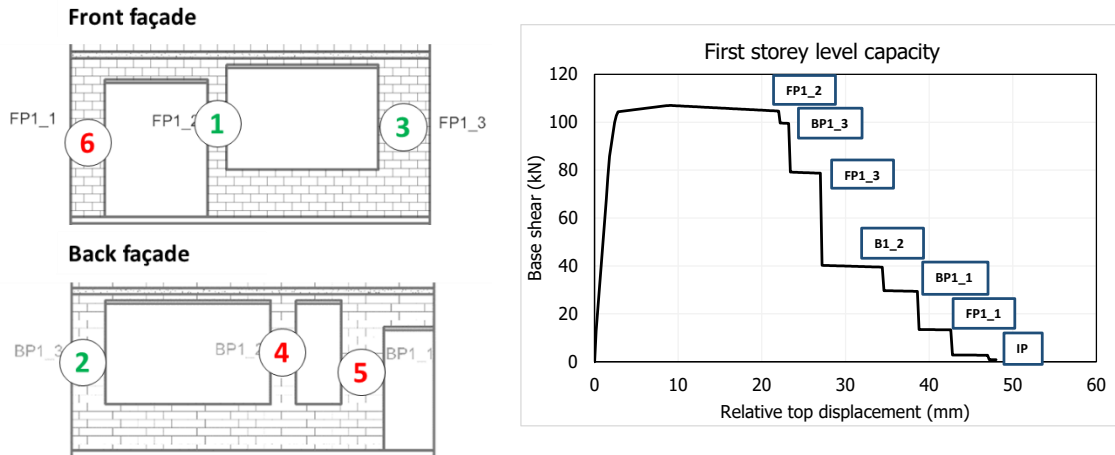 Front façade
FP1_1
6
FP1_2
1
3
FP1_3
Back façade
BP1_3
2
BP1_2
4
5
BP1_1
First storey level capacity
Base shear (kN)
120
100
80
60
40
20
0
FP1_2
BP1_3
FP1_3
B1_2
BP1_1
FP1_1
IP
0 10 20 30 40 50 60
Relative top displacement (mm)